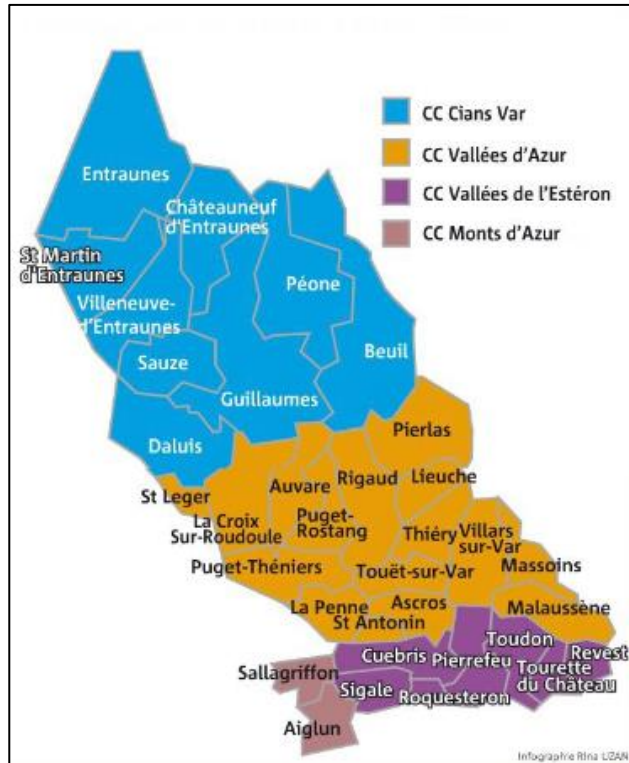 CC Cians Var
CC Vallées d'Azur
CC Vallées de l'Estéron
CC Monts d'Azur
Entraunes
Châteauneuf
d'Entraunes
St Martin
d'Entraunes
Péone
Villeneuve-
d'Entraunes
Beuil
Sauze
Guillaumes
Daluis
Pierlas
St Leger
Auvare
Rigaud
Lieuche
La Croix
Sur-Roudoule
Puget-
Rostang
Thiéry
Villars
sur-Var
Puget-Théniers
Touët-sur-Var
Massoins
La Penne
Ascros
Malaussène
St Antonin
Toudon
Cuebris
Pierrefeu
Revest
Sallagriffon
Tourette
du Château
Sigale
Roquesteron
Aiglun
Infographie Rina UZAN